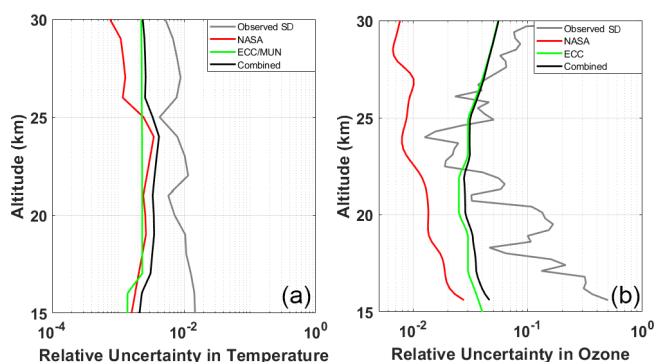 30
25
20
15
Altitude (km)
10^-4
10^-2
10^0
Relative Uncertainty in Temperature
Observed SD
NASA
ECC/MUN
Combined
(a)
30
25
20
15
Altitude (km)
10^-2
10^-1
10^0
Relative Uncertainty in Ozone
Observed SD
NASA
ECC
Combined
(b)